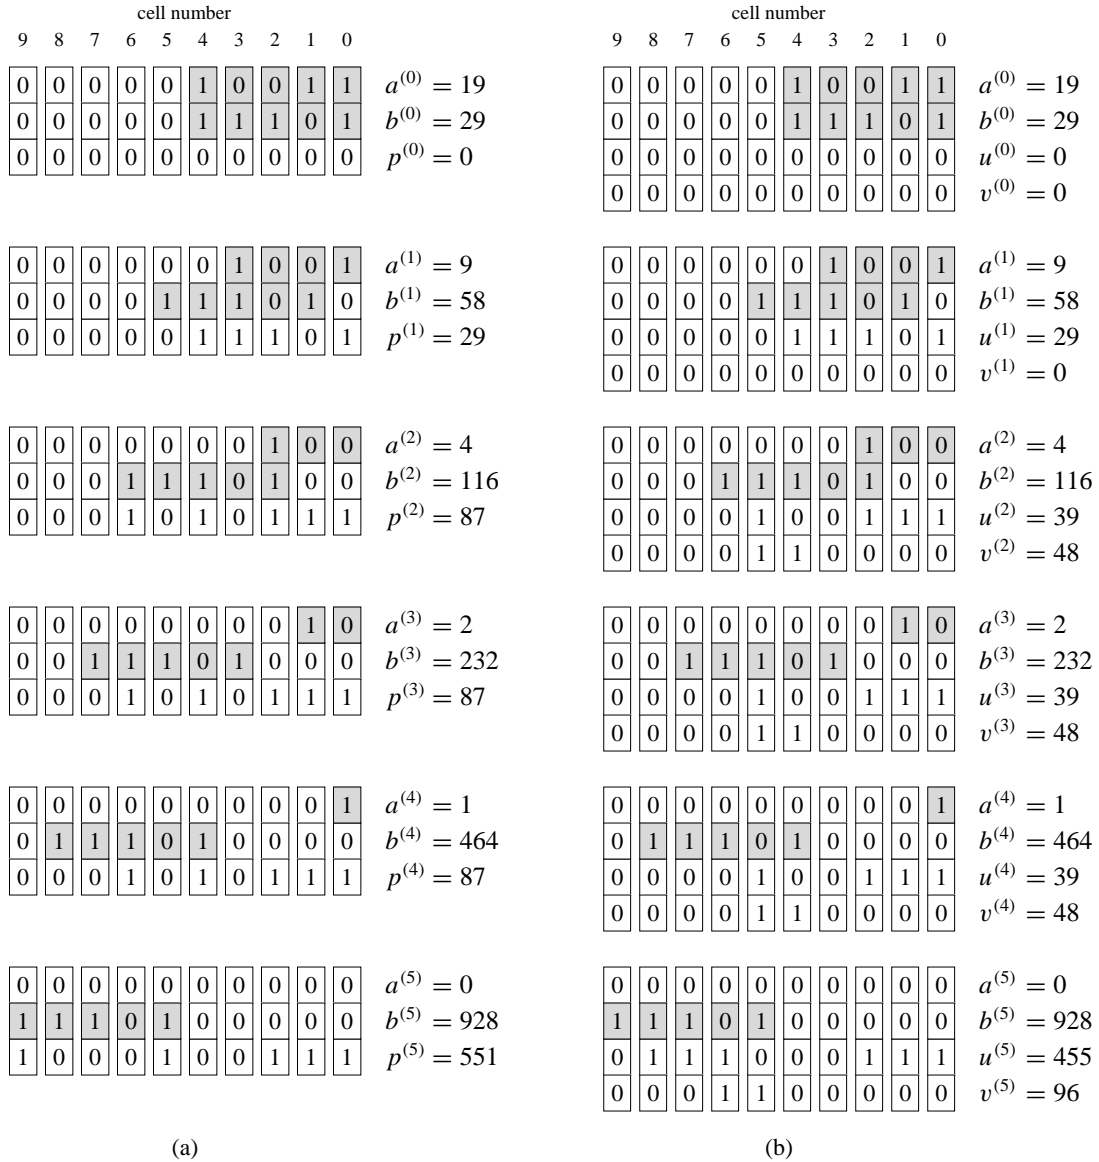 cell number cell number
9 8 7 6 5 4 3 2 1 0 9 8 7 6 5 4 3 2 1 0
0 0 0 0 0 1 0 0 1 1 a^(0) = 19 0 0 0 0 0 1 0 0 1 1 a^(0) = 19
0 0 0 0 0 1 1 1 0 1 b^(0) = 29 0 0 0 0 0 1 1 1 0 1 b^(0) = 29
0 0 0 0 0 0 0 0 0 0 p^(0) = 0 0 0 0 0 0 0 0 0 0 0 u^(0) = 0
0 0 0 0 0 0 0 0 0 0 v^(0) = 0
0 0 0 0 0 0 1 0 0 1 a^(1) = 9 0 0 0 0 0 0 1 0 0 1 a^(1) = 9
0 0 0 0 1 1 1 0 1 0 b^(1) = 58 0 0 0 0 1 1 1 0 1 0 b^(1) = 58
0 0 0 0 0 1 1 1 0 1 p^(1) = 29 0 0 0 0 0 1 1 1 0 1 u^(1) = 29
0 0 0 0 0 0 0 0 0 0 v^(1) = 0
0 0 0 0 0 0 0 1 0 0 a^(2) = 4 0 0 0 0 0 0 0 1 0 0 a^(2) = 4
0 0 0 1 1 1 0 1 0 0 b^(2) = 116 0 0 0 1 1 1 0 1 0 0 b^(2) = 116
0 0 0 1 0 1 0 1 1 1 p^(2) = 87 0 0 0 0 1 0 0 1 1 1 u^(2) = 39
0 0 0 0 1 1 0 0 0 0 v^(2) = 48
0 0 0 0 0 0 0 0 1 0 a^(3) = 2 0 0 0 0 0 0 0 0 1 0 a^(3) = 2
0 0 1 1 1 0 1 0 0 0 b^(3) = 232 0 0 1 1 1 0 1 0 0 0 b^(3) = 232
0 0 0 1 0 1 0 1 1 1 p^(3) = 87 0 0 0 0 1 0 0 1 1 1 u^(3) = 39
0 0 0 0 1 1 0 0 0 0 v^(3) = 48
0 0 0 0 0 0 0 0 0 1 a^(4) = 1 0 0 0 0 0 0 0 0 0 1 a^(4) = 1
0 1 1 1 0 1 0 0 0 0 b^(4) = 464 0 1 1 1 0 1 0 0 0 0 b^(4) = 464
0 0 0 1 0 1 0 1 1 1 p^(4) = 87 0 0 0 0 1 0 0 1 1 1 u^(4) = 39
0 0 0 0 1 1 0 0 0 0 v^(4) = 48
0 0 0 0 0 0 0 0 0 0 a^(5) = 0 0 0 0 0 0 0 0 0 0 0 a^(5) = 0
1 1 1 0 1 0 0 0 0 0 b^(5) = 928 1 1 1 0 1 0 0 0 0 0 b^(5) = 928
1 0 0 0 1 0 0 1 1 1 p^(5) = 551 0 1 1 1 0 0 0 1 1 1 u^(5) = 455
0 0 0 1 1 0 0 0 0 0 v^(5) = 96
(a) (b)